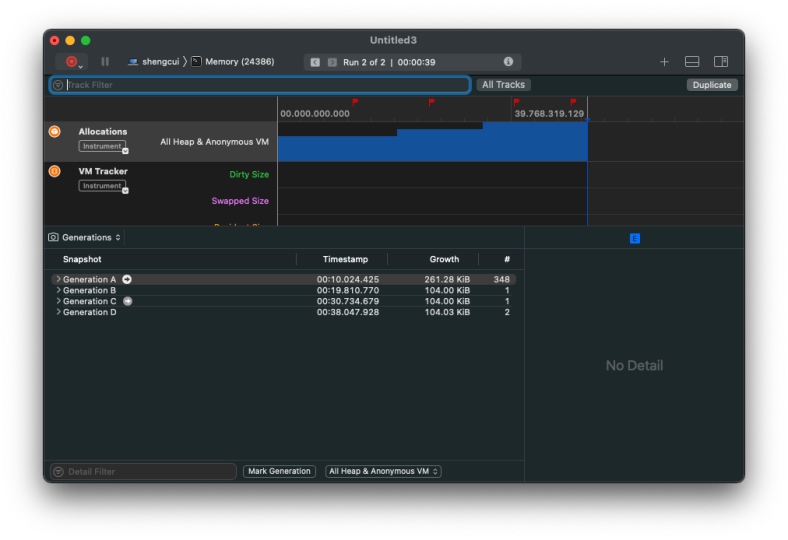 Untitled3
shengcui 〉 Memory (24386)
Run 2 of 2 | 00:00:39
Track Filter
All Tracks
Duplicate
00.000.000.000
39.768.319.129
Allocations
Instrument
All Heap & Anonymous VM
VM Tracker
Instrument
Dirty Size
Swapped Size
Generations
Snapshot Timestamp Growth #
Generation A 00:10.024.425 261.28 KiB 348
Generation B 00:19.810.770 104.00 KiB 1
Generation C 00:30.734.679 104.00 KiB 1
Generation D 00:38.047.928 104.03 KiB 2
No Detail
Detail Filter
Mark Generation
All Heap & Anonymous VM